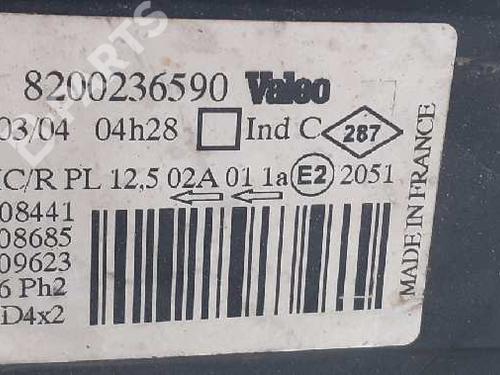 8200236590 Valeo
03/04 04h28 Ind C 287
C/R PL 12,5 02A 01 1a E2 2051
08441
08685
09623
6 Ph2
D4x2
MADE IN FRANCE
PARTS